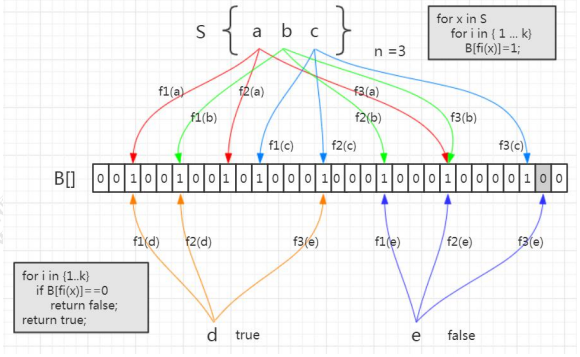 S { a b c }
n =3
for x in S
for i in { 1 ... k}
B[fi(x)]=1;
f1(a) f2(a) f3(a)
f1(b) f2(b) f3(b)
f1(c) f2(c) f3(c)
B[] 0 0 1 0 0 1 0 0 1 0 1 0 0 0 1 0 0 0 1 0 0 0 1 0 0 0 0 1 0 0
f1(d) f2(d) f3(e) f1(e) f2(e) f3(e)
for i in {1..k}
if B[fi(x)]==0
return false;
return true;
d true
e false